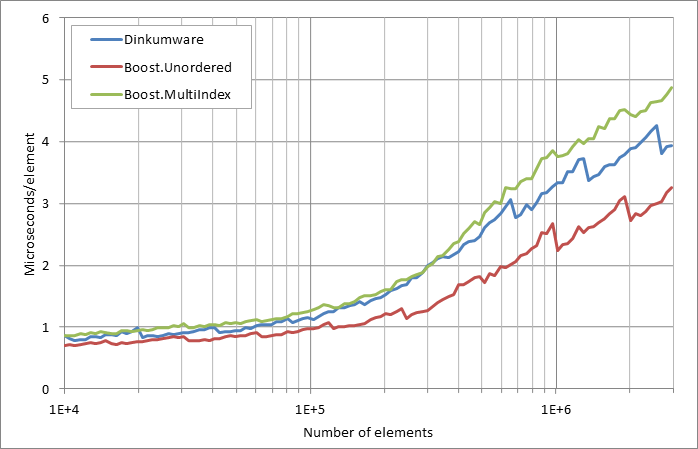 6
5
4
3
2
1
0
Microseconds/element
Dinkumware
Boost.Unordered
Boost.MultiIndex
1E+4 1E+5 1E+6
Number of elements